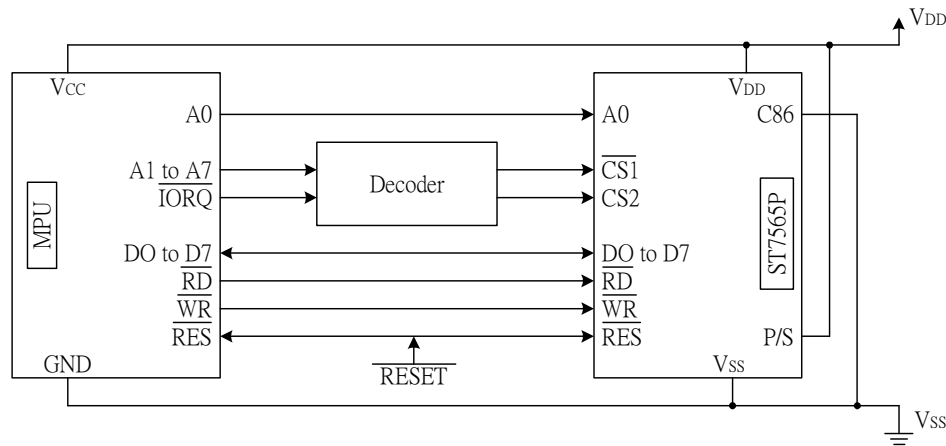 VDD
VCC
VDD
A0
A0
C86
A1 to A7
IORQ
Decoder
CS1
CS2
MPU
ST7565P
DO to D7
DO to D7
RD
RD
WR
WR
RES
RES
P/S
GND
RESET
VSS
VSS